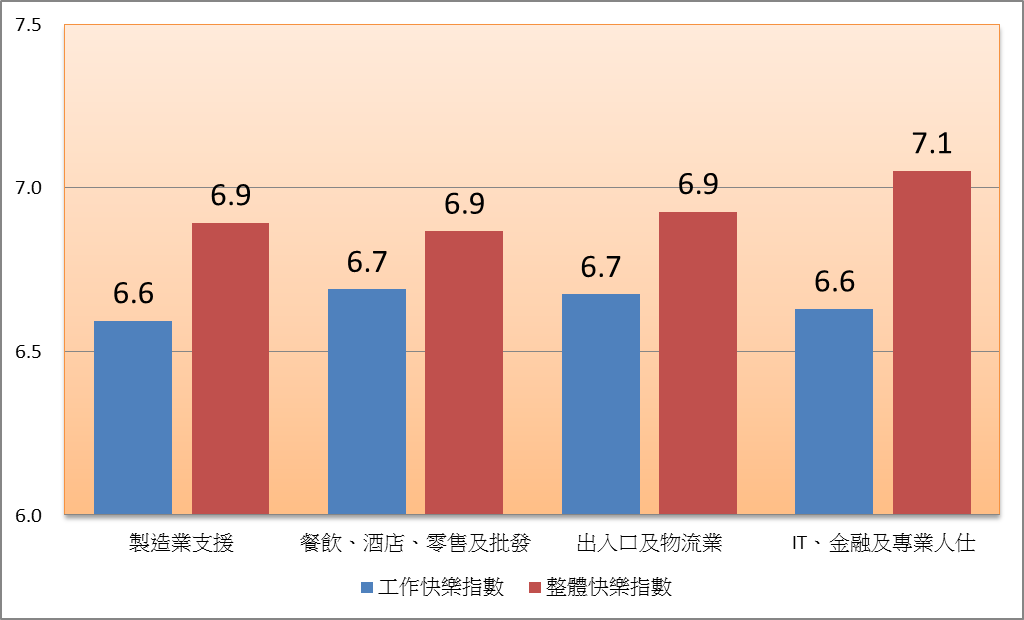 7.5
7.0
6.5
6.0
6.6
6.9
6.7
6.9
6.7
6.9
6.6
7.1
製造業支援
餐飲、酒店、零售及批發
出入口及物流業
IT、金融及專業人仕
工作快樂指數
整體快樂指數